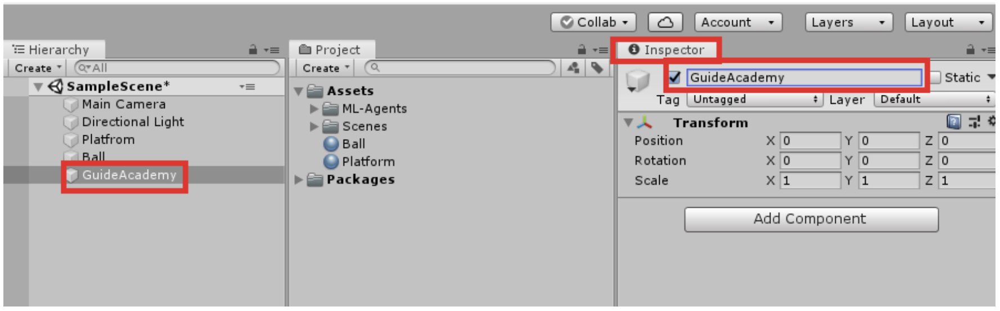 Collab Account Layers Layout
Hierarchy
Create All
SampleScene*
Main Camera
Directional Light
Platfrom
Ball
GuideAcademy
Project
Create
Assets
ML-Agents
Scenes
Ball
Platform
Packages
Inspector
GuideAcademy Static
Tag Untagged Layer Default
Transform
Position X 0 Y 0 Z 0
Rotation X 0 Y 0 Z 0
Scale X 1 Y 1 Z 1
Add Component